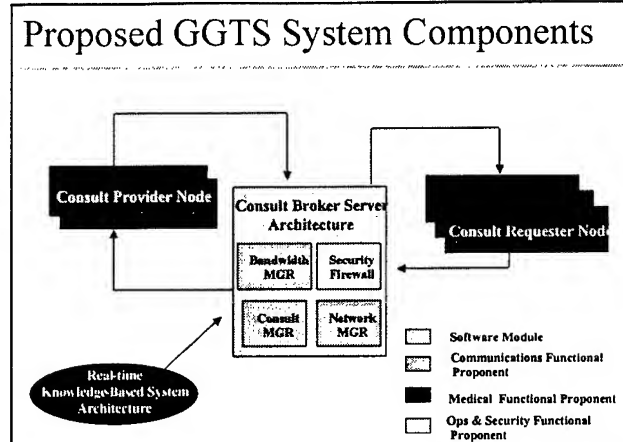 Proposed GGTS System Components
Consult Provider Node
Consult Broker Server
Architecture
Bandwidth
MGR
Security
Firewall
Consult
MGR
Network
MGR
Consult Requester Node
Real-time
Knowledge-Based System
Architecture
Software Module
Communications Functional
Proponent
Medical Functional Proponent
Ops & Security Functional
Proponent